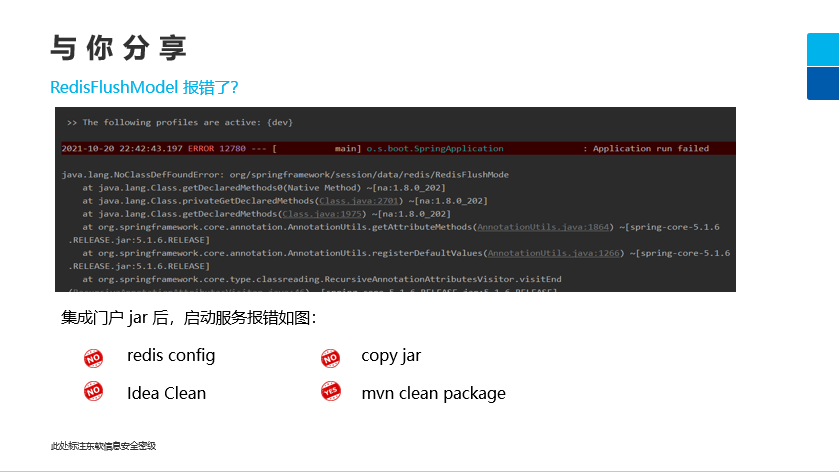 与你分享
RedisFlushModel 报错了?
>> The following profiles are active: {dev}
2021-10-20 22:42:43.197 ERROR 12780 --- [           main] o.s.boot.SpringApplication               : Application run failed
java.lang.NoClassDefFoundError: org/springframework/session/data/redis/RedisFlushMode
at java.lang.Class.getDeclaredMethods0(Native Method) ~[na:1.8.0_202]
at java.lang.Class.privateGetDeclaredMethods(Class.java:2701) ~[na:1.8.0_202]
at java.lang.Class.getDeclaredMethods(Class.java:1975) ~[na:1.8.0_202]
at org.springframework.core.annotation.AnnotationUtils.getAttributeMethods(AnnotationUtils.java:1864) ~[spring-core-5.1.6
.RELEASE.jar:5.1.6.RELEASE]
at org.springframework.core.annotation.AnnotationUtils.registerDefaultValues(AnnotationUtils.java:1266) ~[spring-core-5.1.6
.RELEASE.jar:5.1.6.RELEASE]
at org.springframework.core.type.classreading.RecursiveAnnotationAttributesVisitor.visitEnd
集成门户 jar 后，启动服务报错如图：
NO redis config
NO copy jar
NO Idea Clean
YES mvn clean package
此处标注东软信息安全密级